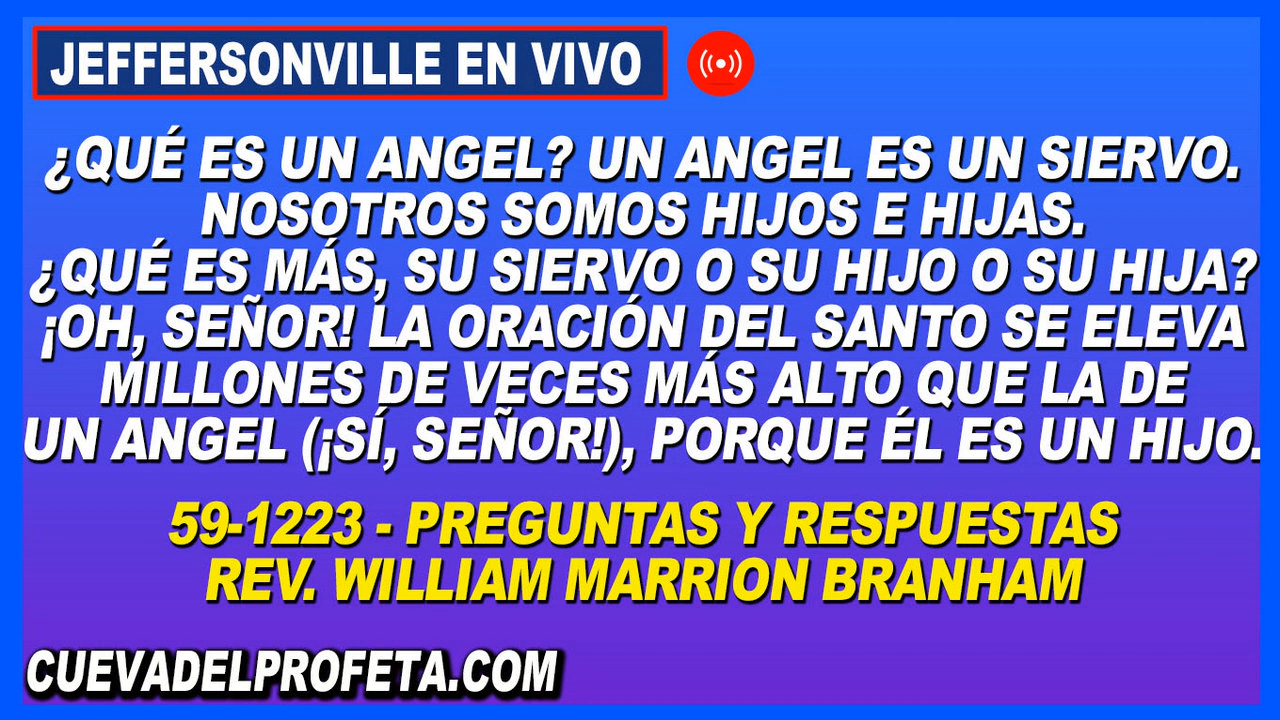 JEFFERSONVILLE EN VIVO
¿QUÉ ES UN ANGEL? UN ANGEL ES UN SIERVO.
NOSOTROS SOMOS HIJOS E HIJAS.
¿QUÉ ES MÁS, SU SIERVO O SU HIJO O SU HIJA?
¡OH, SEÑOR! LA ORACIÓN DEL SANTO SE ELEVA
MILLONES DE VECES MÁS ALTO QUE LA DE
UN ANGEL (¡SÍ, SEÑOR!), PORQUE ÉL ES UN HIJO.
59-1223 - PREGUNTAS Y RESPUESTAS
REV. WILLIAM MARRION BRANHAM
CUEVADELPROFETA.COM